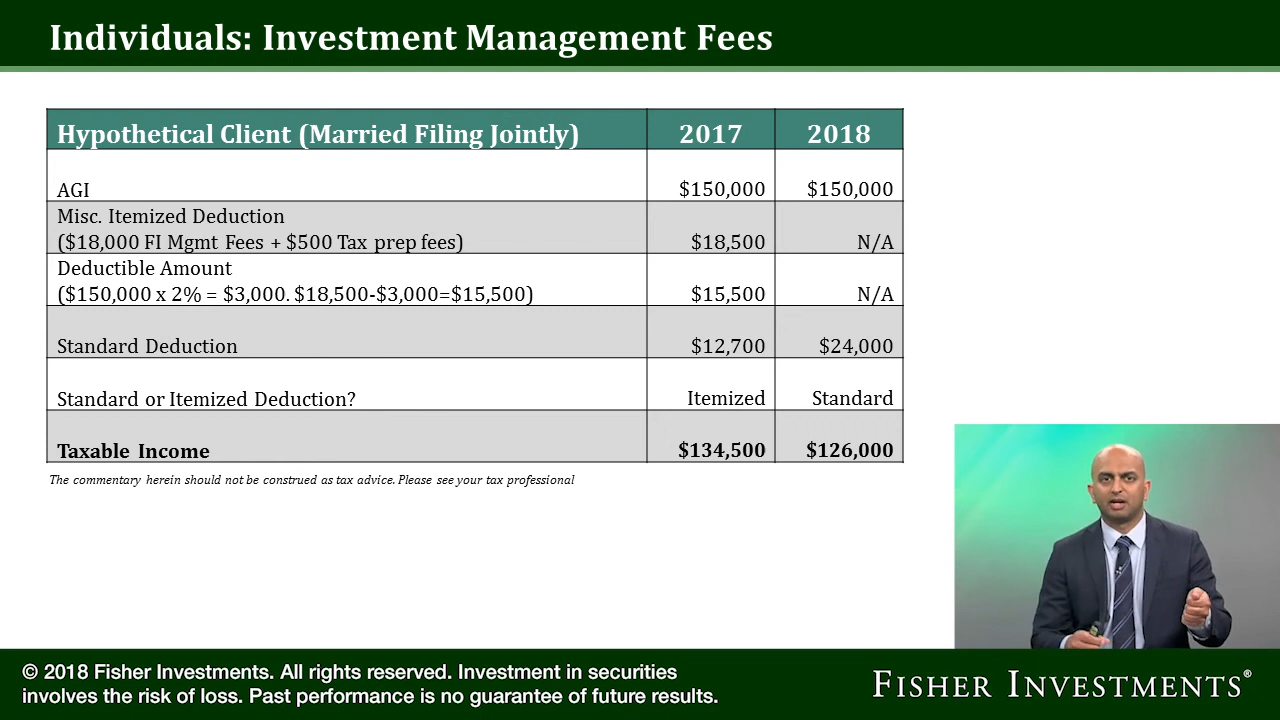 Individuals: Investment Management Fees
Hypothetical Client (Married Filing Jointly) 2017 2018
AGI $150,000 $150,000
Misc. Itemized Deduction
($18,000 FI Mgmt Fees + $500 Tax prep fees) $18,500 N/A
Deductible Amount
($150,000 x 2% = $3,000. $18,500-$3,000=$15,500) $15,500 N/A
Standard Deduction $12,700 $24,000
Standard or Itemized Deduction? Itemized Standard
Taxable Income $134,500 $126,000
The commentary herein should not be construed as tax advice. Please see your tax professional
© 2018 Fisher Investments. All rights reserved. Investment in securities
involves the risk of loss. Past performance is no guarantee of future results.
FISHER INVESTMENTS®